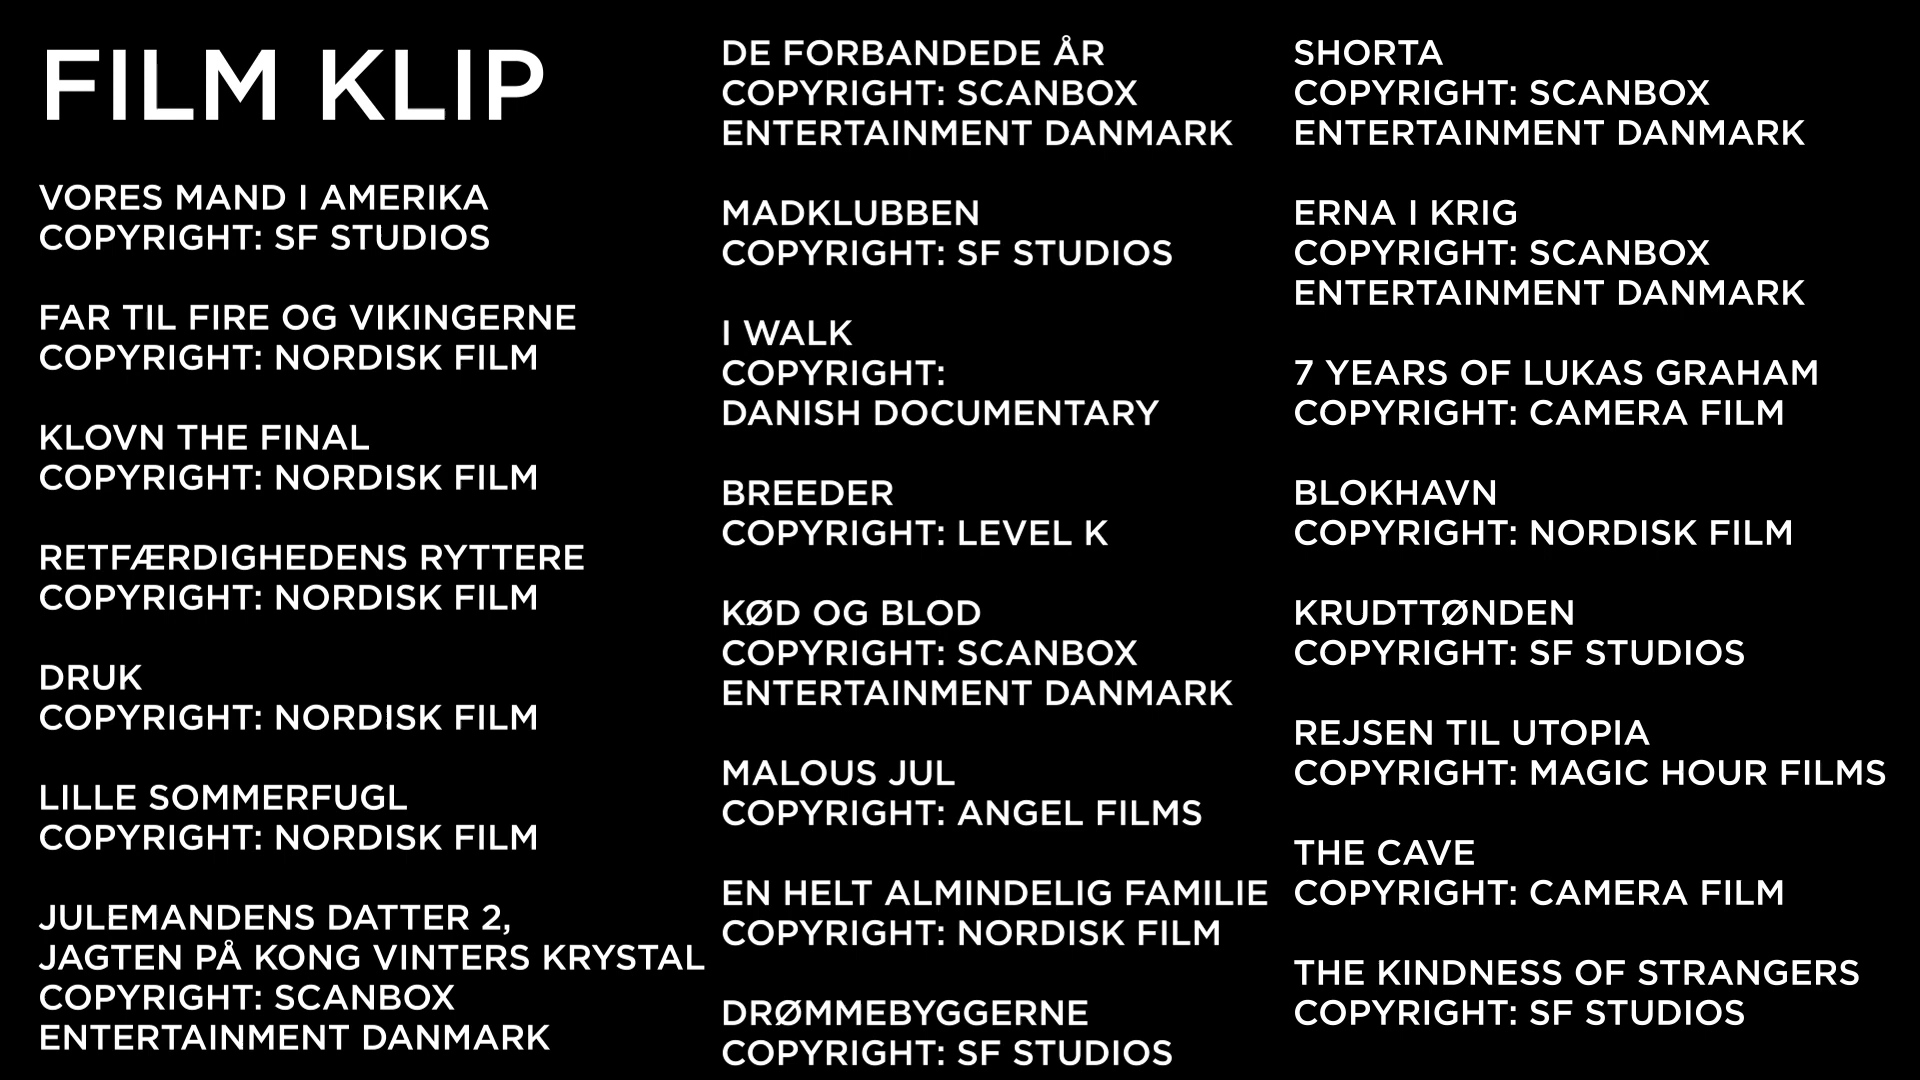 FILM KLIP
VORES MAND I AMERIKA
COPYRIGHT: SF STUDIOS
FAR TIL FIRE OG VIKINGERNE
COPYRIGHT: NORDISK FILM
KLOVN THE FINAL
COPYRIGHT: NORDISK FILM
RETFÆRDIGHEDENS RYTTERE
COPYRIGHT: NORDISK FILM
DRUK
COPYRIGHT: NORDISK FILM
LILLE SOMMERFUGL
COPYRIGHT: NORDISK FILM
JULEMANDENS DATTER 2,
JAGTEN PÅ KONG VINTERS KRYSTAL
COPYRIGHT: SCANBOX
ENTERTAINMENT DANMARK
DE FORBANDEDE ÅR
COPYRIGHT: SCANBOX
ENTERTAINMENT DANMARK
MADKLUBBEN
COPYRIGHT: SF STUDIOS
I WALK
COPYRIGHT:
DANISH DOCUMENTARY
BREEDER
COPYRIGHT: LEVEL K
KØD OG BLOD
COPYRIGHT: SCANBOX
ENTERTAINMENT DANMARK
MALOUS JUL
COPYRIGHT: ANGEL FILMS
EN HELT ALMINDELIG FAMILIE
COPYRIGHT: NORDISK FILM
DRØMMEBYGGERNE
COPYRIGHT: SF STUDIOS
SHORTA
COPYRIGHT: SCANBOX
ENTERTAINMENT DANMARK
ERNA I KRIG
COPYRIGHT: SCANBOX
ENTERTAINMENT DANMARK
7 YEARS OF LUKAS GRAHAM
COPYRIGHT: CAMERA FILM
BLOKHAVN
COPYRIGHT: NORDISK FILM
KRUDTTØNDEN
COPYRIGHT: SF STUDIOS
REJSEN TIL UTOPIA
COPYRIGHT: MAGIC HOUR FILMS
THE CAVE
COPYRIGHT: CAMERA FILM
THE KINDNESS OF STRANGERS
COPYRIGHT: SF STUDIOS